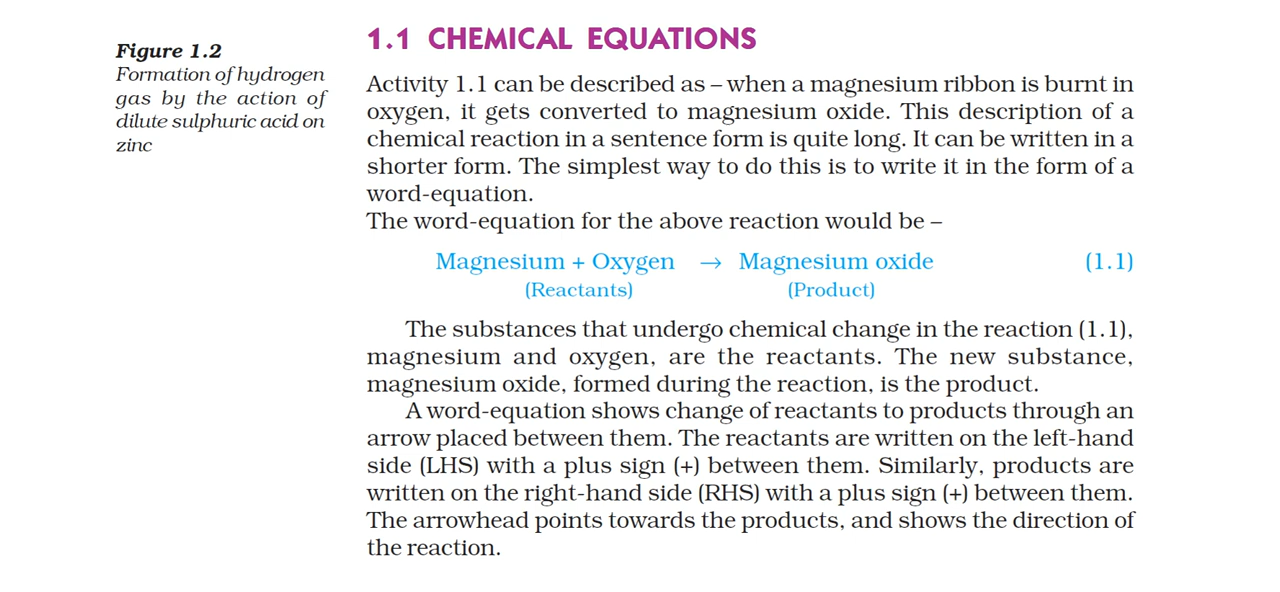 Figure 1.2
Formation of hydrogen
gas by the action of
dilute sulphuric acid on
zinc
1.1 CHEMICAL EQUATIONS
Activity 1.1 can be described as – when a magnesium ribbon is burnt in
oxygen, it gets converted to magnesium oxide. This description of a
chemical reaction in a sentence form is quite long. It can be written in a
shorter form. The simplest way to do this is to write it in the form of a
word-equation.
The word-equation for the above reaction would be –
Magnesium + Oxygen → Magnesium oxide (1.1)
(Reactants) (Product)
The substances that undergo chemical change in the reaction (1.1),
magnesium and oxygen, are the reactants. The new substance,
magnesium oxide, formed during the reaction, is the product.
A word-equation shows change of reactants to products through an
arrow placed between them. The reactants are written on the left-hand
side (LHS) with a plus sign (+) between them. Similarly, products are
written on the right-hand side (RHS) with a plus sign (+) between them.
The arrowhead points towards the products, and shows the direction of
the reaction.